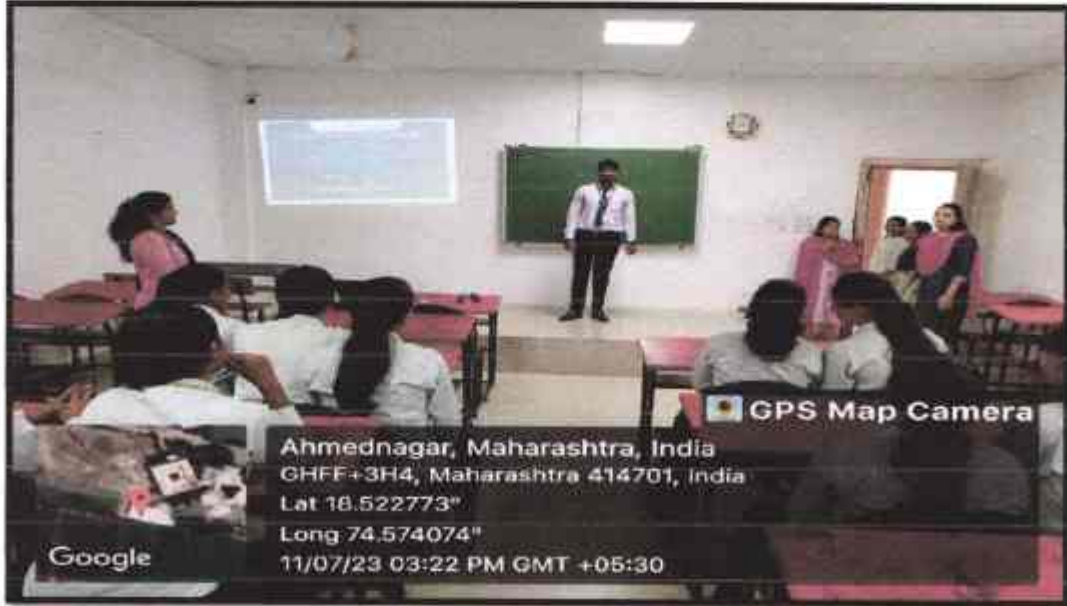 GPS Map Camera
Ahmednagar, Maharashtra, India
GHFF+3H4, Maharashtra 414701, India
Lat 18.522773°
Long 74.574074°
11/07/23 03:22 PM GMT +05:30
Google